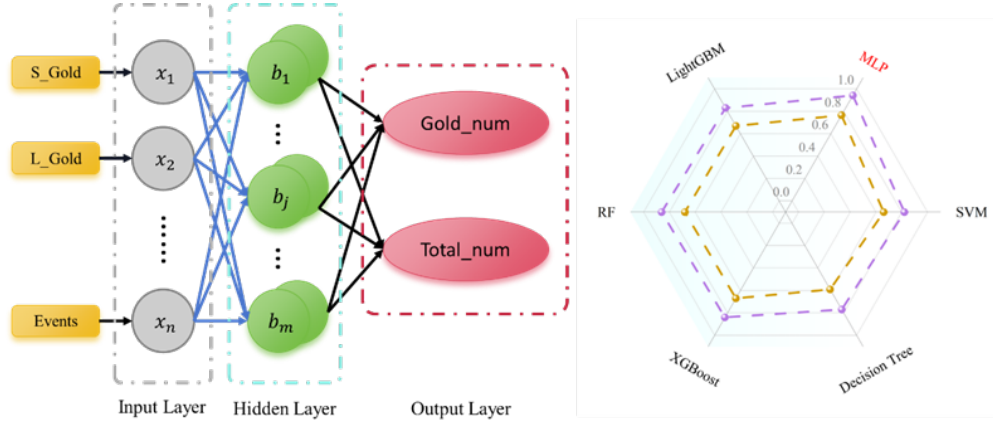 S_Gold
L_Gold
Events
x₁
x₂
xₙ
b₁
bⱼ
bₘ
Gold_num
Total_num
Input Layer
Hidden Layer
Output Layer
LightGBM
MLP
1.0
0.8
0.6
0.4
0.2
0.0
RF
SVM
XGBoost
Decision Tree